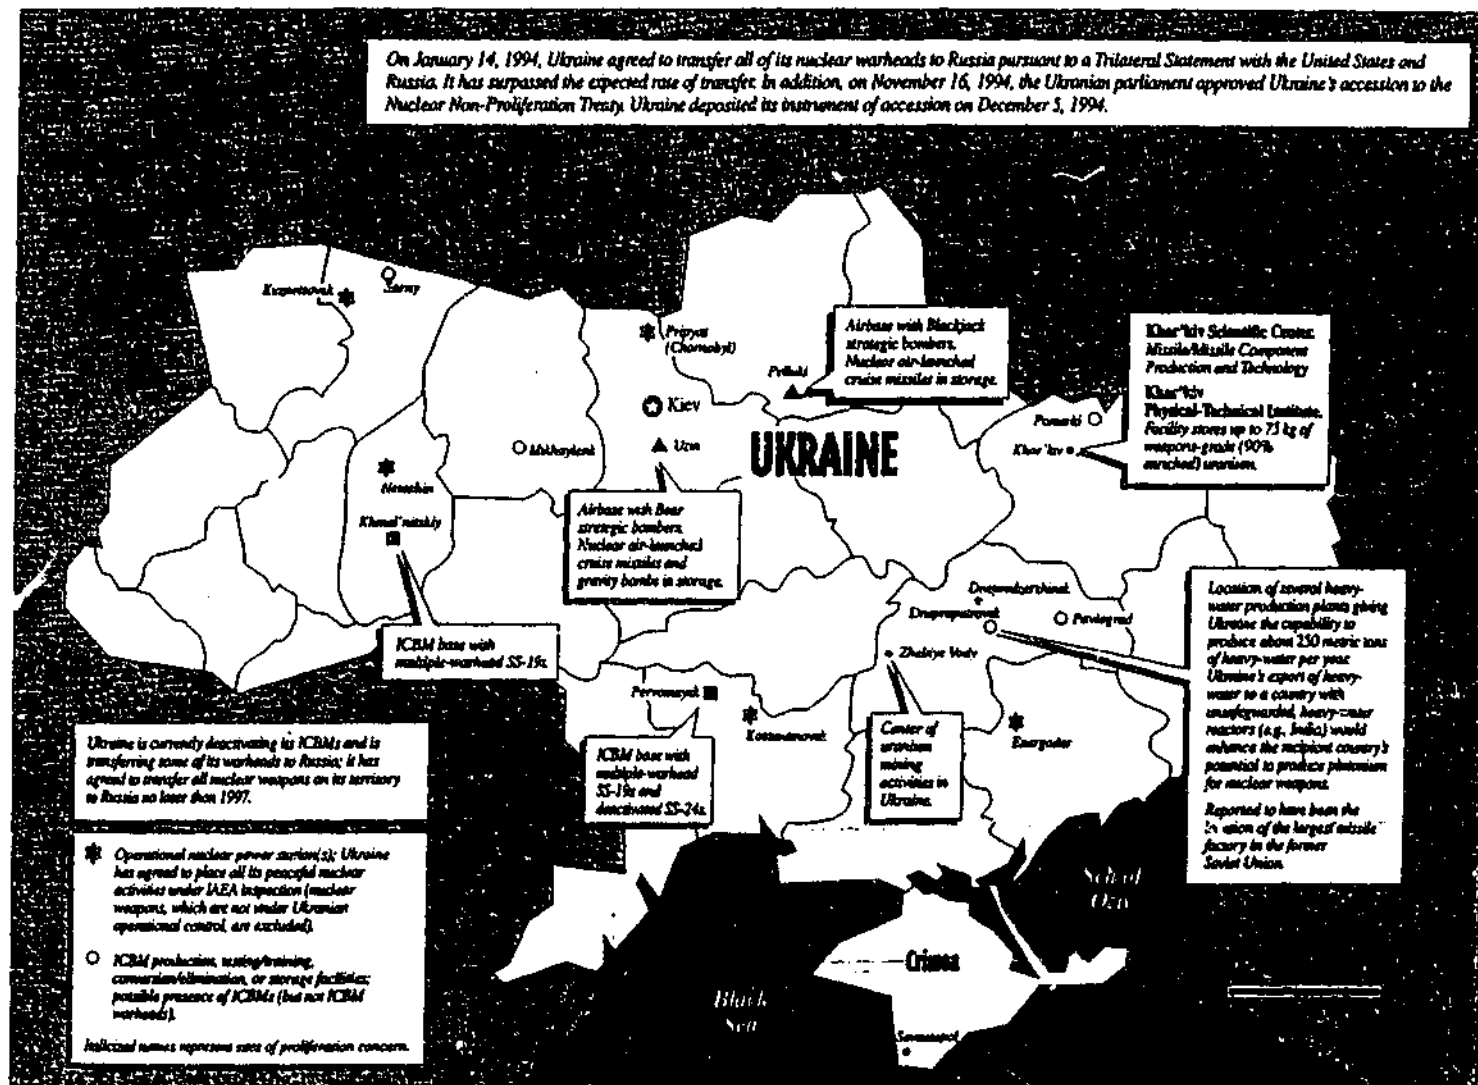 On January 14, 1994, Ukraine agreed to transfer all of its nuclear warheads to Russia pursuant to a Trilateral Statement with the United States and
Russia. It has surpassed the expected rate of transfer. In addition, on November 16, 1994, the Ukranian parliament approved Ukraine's accession to the
Nuclear Non-Proliferation Treaty. Ukraine deposited its instrument of accession on December 5, 1994.
Kuznetsovsk
Sarny
Pripyat
(Chornobyl)
Airbase with Blackjack
strategic bombers.
Nuclear air-launched
cruise missiles in storage.
Priluki
Khar'kiv Scientific Center.
Missile/Missile Component
Production and Technology
Khar'kiv
Physical-Technical Institute.
Facility stores up to 75 kg of
weapons-grade (90%
enriched) uranium.
Kiev
Pomerki
Khar'kiv
Mikhaylenk
Uzin
UKRAINE
Neteshin
Khmel'nitskiy
Airbase with Bear
strategic bombers.
Nuclear air-launched
cruise missiles and
gravity bombs in storage.
ICBM base with
multiple-warhead SS-19s.
Dneprodzerzhinsk
Dnepropetrovsk
Pavlograd
Zheltiye Vody
Location of several heavy-
water production plants giving
Ukraine the capability to
produce about 250 metric tons
of heavy-water per year.
Ukraine's export of heavy-
water to a country with
unsafeguarded, heavy-water
reactors (e.g., India) would
enhance the recipient country's
potential to produce plutonium
for nuclear weapons.
Reported to have been the
location of the largest missile
factory in the former
Soviet Union.
Pervomaysk
Konstantinovsk
Energodar
ICBM base with
multiple-warhead
SS-19s and
deactivated SS-24s.
Center of
uranium
mining
activities in
Ukraine.
Ukraine is currently deactivating its ICBMs and is
transferring some of its warheads to Russia; it has
agreed to transfer all nuclear weapons on its territory
to Russia no later than 1997.
Operational nuclear power station(s); Ukraine
has agreed to place all its peaceful nuclear
activities under IAEA inspection (nuclear
weapons, which are not under Ukranian
operational control, are excluded).
ICBM production, testing/training,
conversion/elimination, or storage facilities;
possible presence of ICBMs (but not ICBM
warheads).
Italicized names represent sites of proliferation concern.
Crimea
Black
Sea
Sevastopol